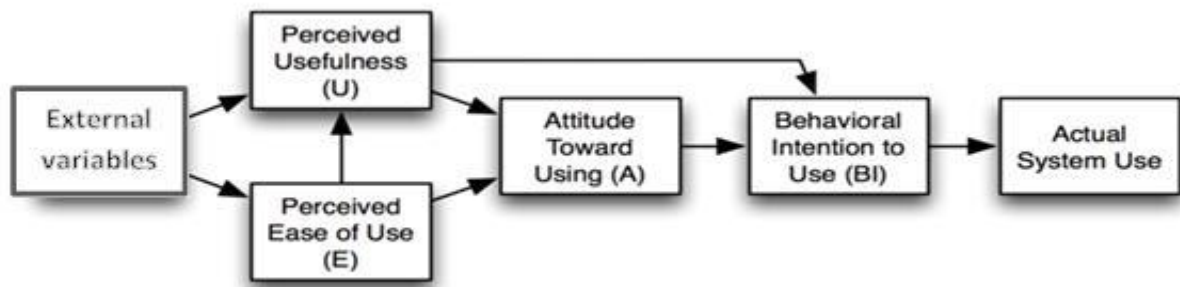 External
variables
Perceived
Usefulness
(U)
Perceived
Ease of Use
(E)
Attitude
Toward
Using (A)
Behavioral
Intention to
Use (BI)
Actual
System Use